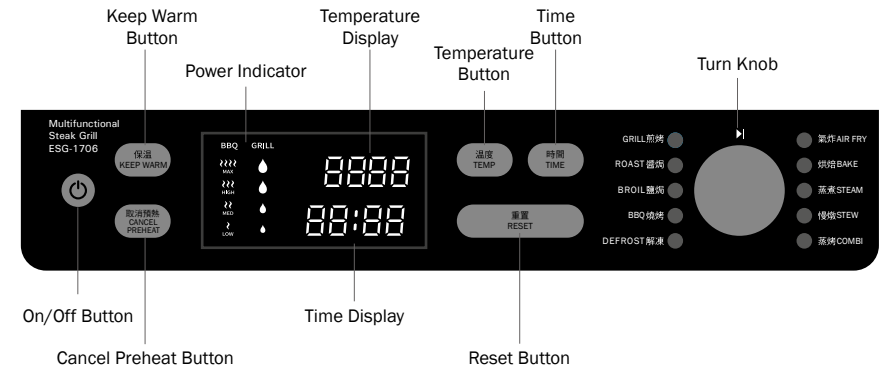 Keep Warm
Button
Temperature
Display
Time
Button
Temperature
Button
Power Indicator
Turn Knob
Multifunctional
Steak Grill
ESG-1706
保温
KEEP WARM
取消預熱
CANCEL
PREHEAT
BBQ GRILL
MAX
HIGH
MED
LOW
8888
88:88
温度
TEMP
時間
TIME
重置
RESET
GRILL煎烤
ROAST醬焗
BROIL鹽焗
BBQ燒烤
DEFROST解凍
氣炸AIR FRY
烘焙BAKE
蒸煮STEAM
慢燉STEW
蒸烤COMBI
On/Off Button
Time Display
Cancel Preheat Button
Reset Button